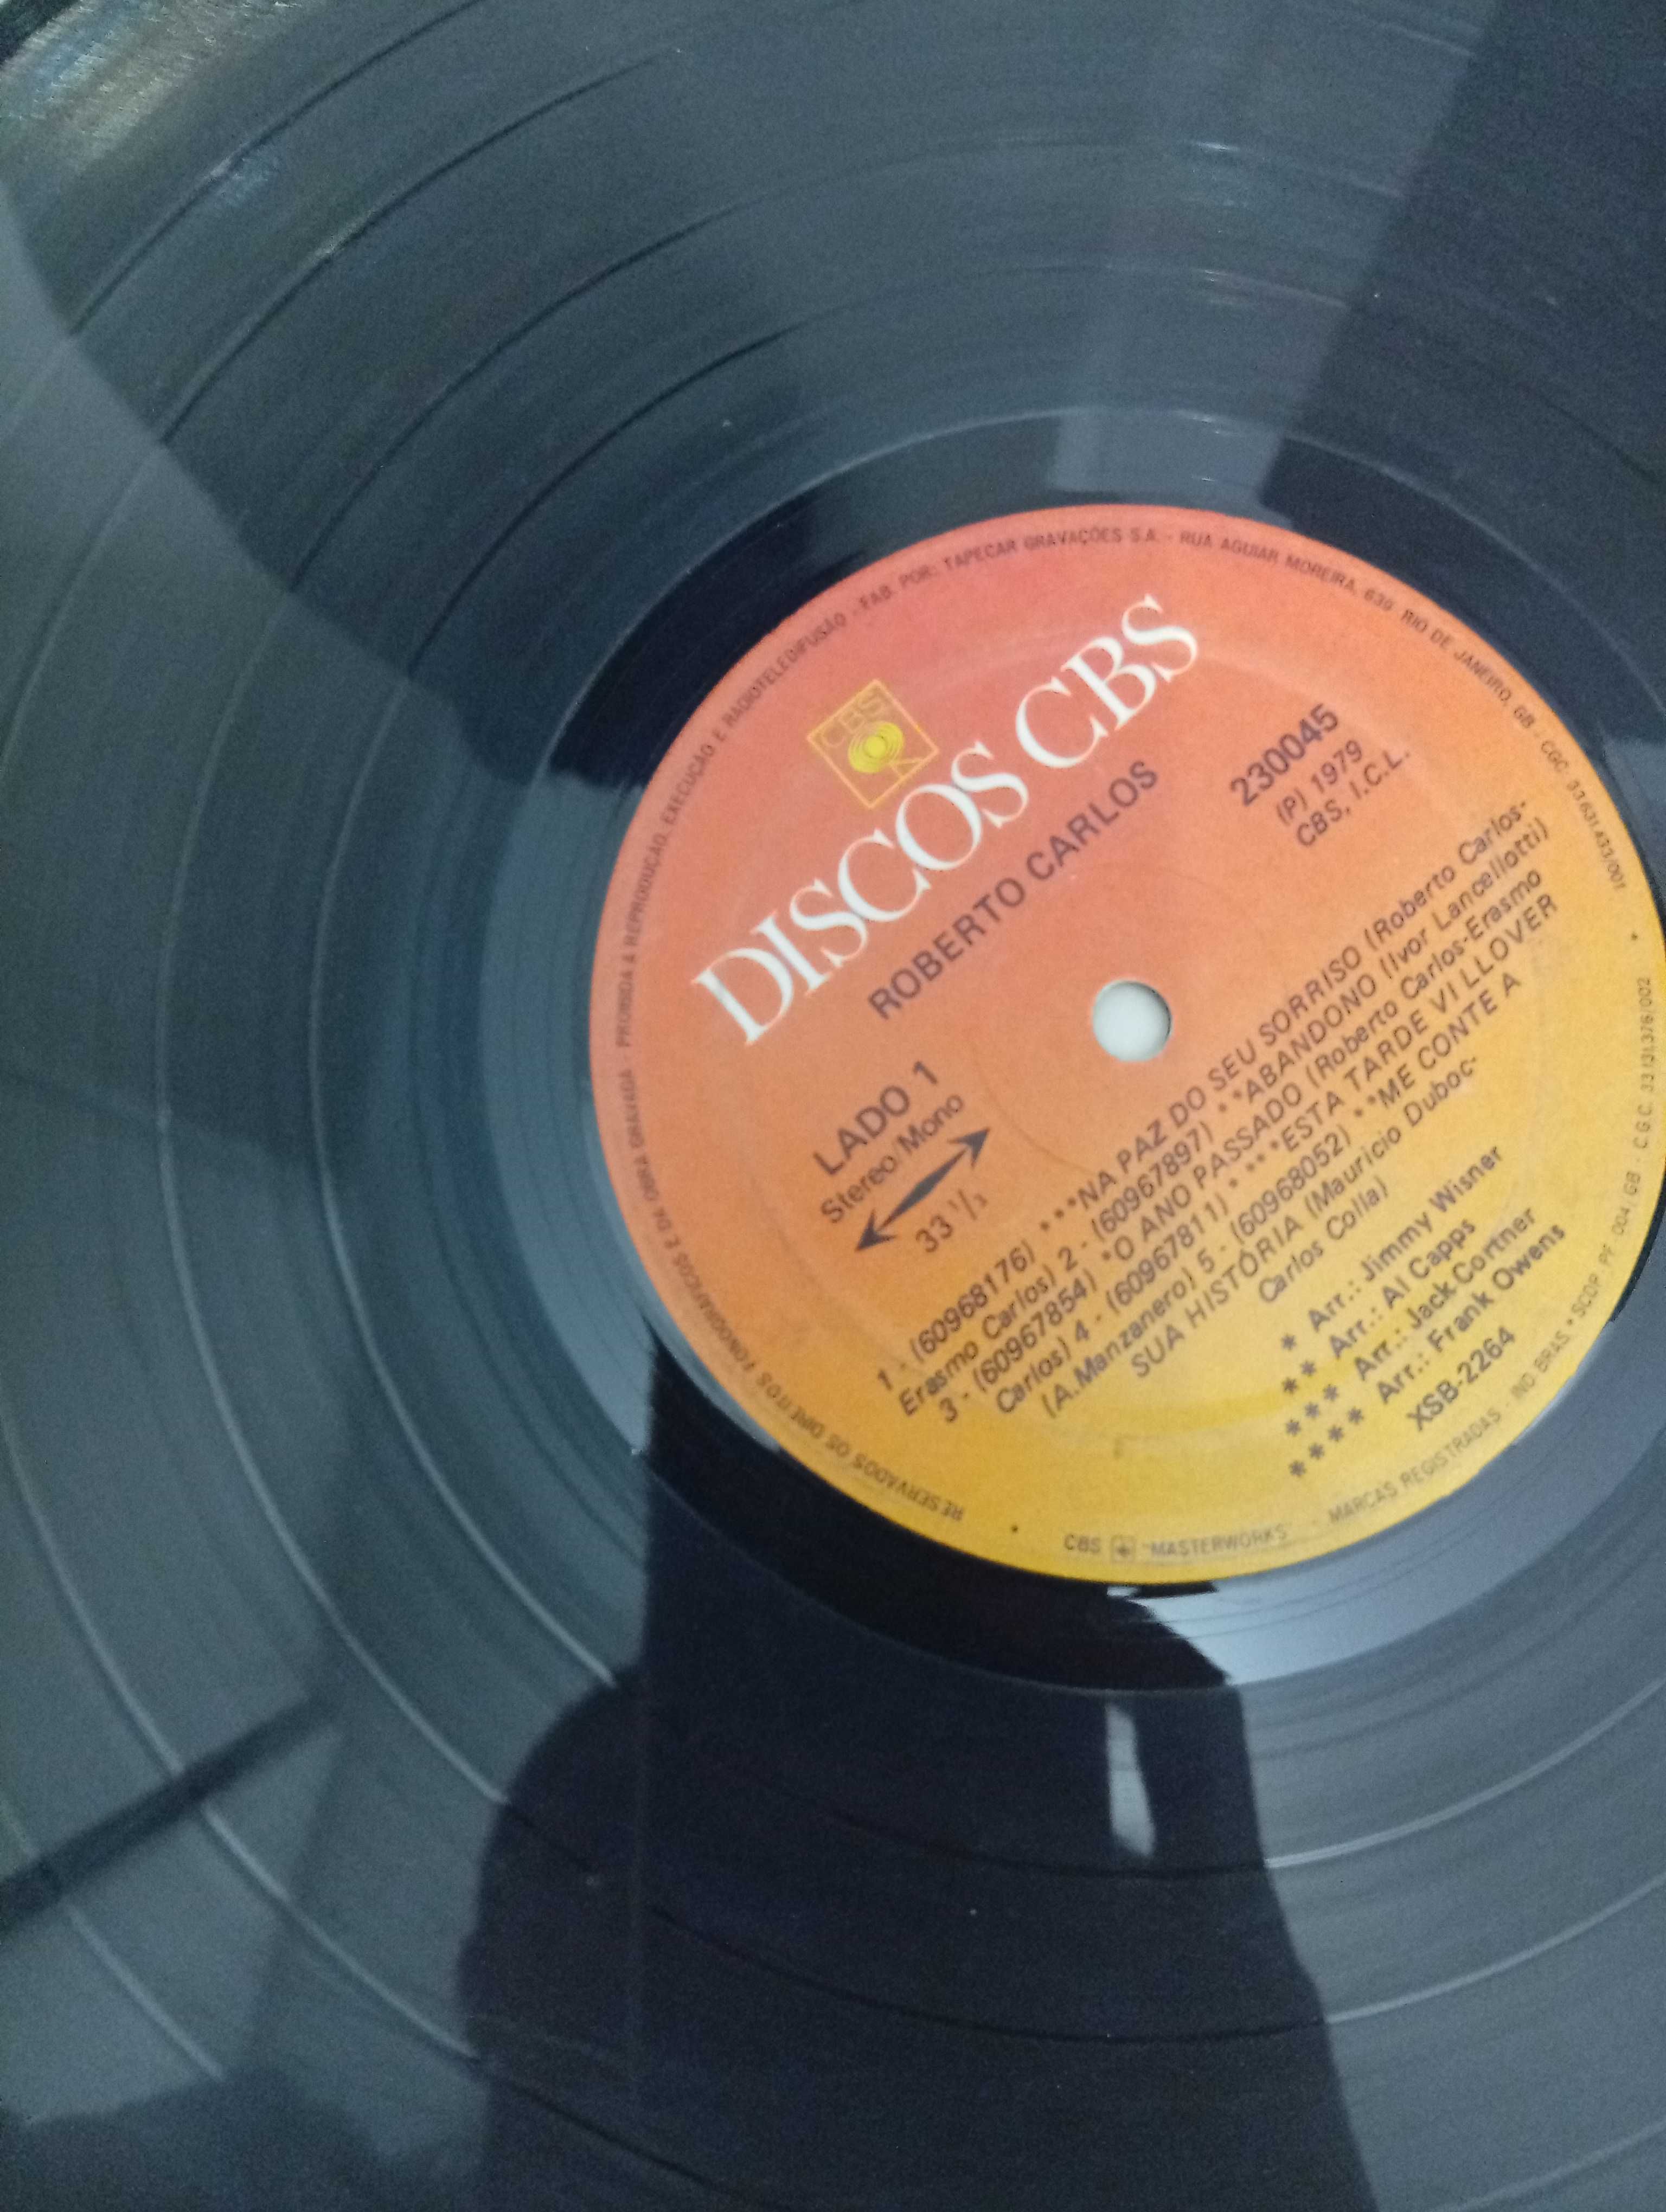 RESERVADOS OS DIREITOS FONOGRÁFICOS E DA OBRA GRAVADA - PROIBIDA A REPRODUÇÃO, EXECUÇÃO E RADIOTELEDIFUSÃO - FAB. POR: TAPECAR GRAVAÇÕES S.A. - RUA AGUIAR MOREIRA, 639 RIO DE JANEIRO, GB - CGC. 33.631.433/001
CBS
DISCOS CBS
ROBERTO CARLOS
230045
(P) 1979
CBS, I.C.L.
LADO 1
Stereo/Mono
33 1/3
1 - (60968176) ***NA PAZ DO SEU SORRISO (Roberto Carlos-
Erasmo Carlos) 2 - (60967897) **ABANDONO (Ivor Lancellotti)
3 - (60967854) *O ANO PASSADO (Roberto Carlos-Erasmo
Carlos) 4 - (60967811) ****ESTA TARDE VI LLOVER
(A.Manzanero) 5 - (60968052) **ME CONTE A
SUA HISTÓRIA (Maurício Duboc-
Carlos Colla)
* Arr.: Jimmy Wisner
** Arr.: Al Capps
*** Arr.: Jack Cortner
**** Arr.: Frank Owens
XSB-2264
CBS "MASTERWORKS" - MARCAS REGISTRADAS - IND. BRAS. • SCDP. PF. 004/GB - C.G.C. 33.131.376/002